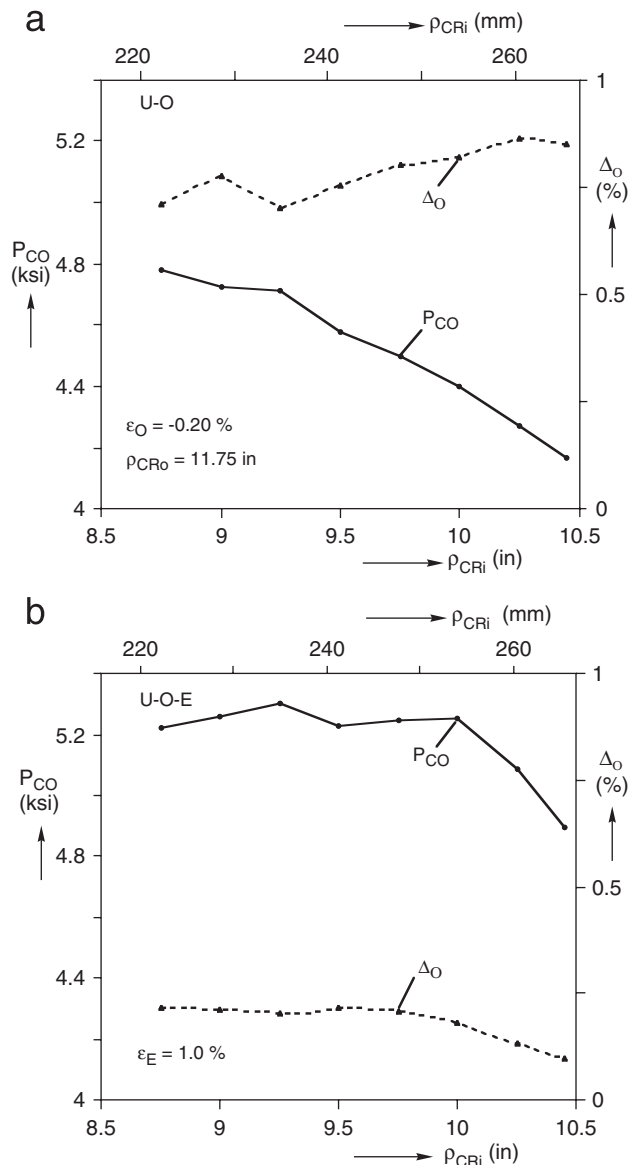 a
ρCRi (mm)
220 240 260
U-O
1
5.2
ΔO
(%)
ΔO
PCO
(ksi)
4.8
0.5
PCO
4.4
εO = -0.20 %
ρCRo = 11.75 in
4
0
8.5 9 9.5 10 10.5
ρCRi (in)
b
ρCRi (mm)
220 240 260
U-O-E
1
5.2
PCO
PCO
(ksi)
ΔO
(%)
4.8
0.5
4.4
ΔO
εE = 1.0 %
4
0
8.5 9 9.5 10 10.5
ρCRi (in)